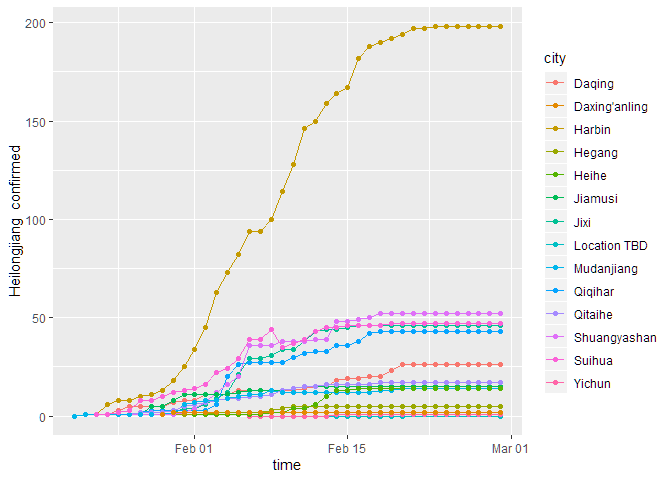 200
150
100
50
0
Heilongjiang confirmed
Feb 01
Feb 15
Mar 01
time
city
Daqing
Daxing'anling
Harbin
Hegang
Heihe
Jiamusi
Jixi
Location TBD
Mudanjiang
Qiqihar
Qitaihe
Shuangyashan
Suihua
Yichun